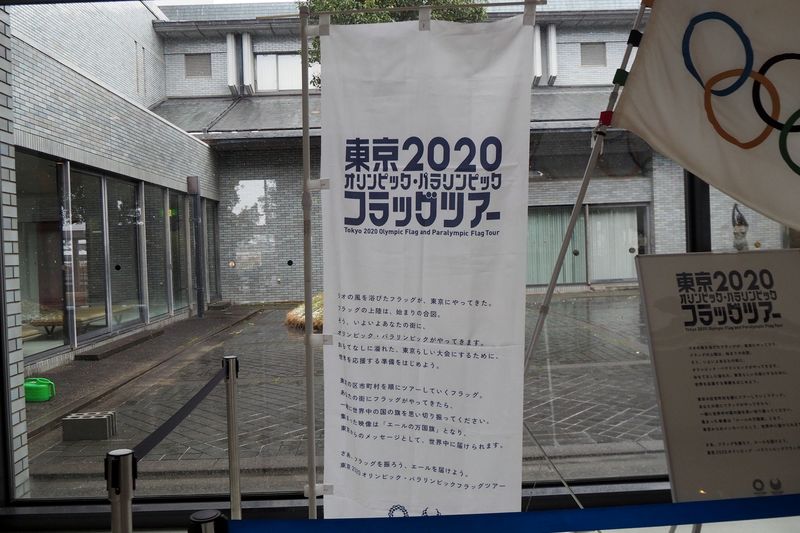 東京2020
オリンピック・パラリンピック
フラッグツアー
Tokyo 2020 Olympic Flag and Paralympic Flag Tour
リオの風を浴びたフラッグが、東京にやってきた。
フラッグの上陸は、始まりの合図。
そう、いよいよあなたの街に、
オリンピック・パラリンピックがやってきます。
おもてなしに溢れた、東京らしい大会にするために、
世界を応援する準備をはじめよう。
東京の区市町村を順にツアーしていくフラッグ。
あなたの街にフラッグがやってきたら、
一緒に世界中の国の旗を思い切り振ってください。
集まった映像は「エールの万国旗」となり、
東京からのメッセージとして、世界中に届けられます。
さあ、フラッグを振ろう、エールを届けよう。
東京2020オリンピック・パラリンピックフラッグツアー
東京2020
オリンピック・パラリンピック
フラッグツアー
Tokyo 2020 Olympic Flag and Paralympic Flag Tour